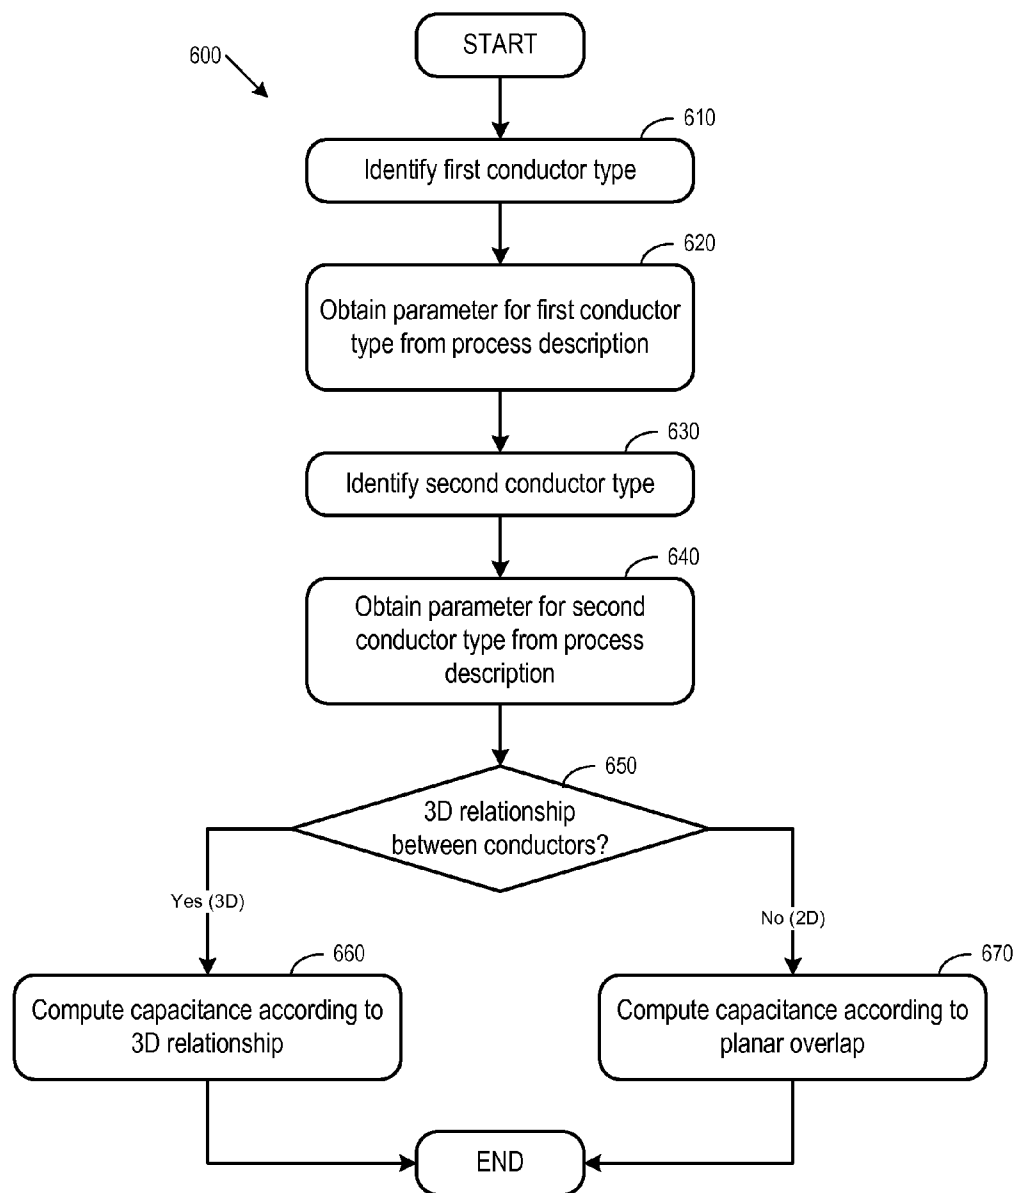 START
600
610
Identify first conductor type
620
Obtain parameter for first conductor
type from process description
630
Identify second conductor type
640
Obtain parameter for second
conductor type from process
description
650
3D relationship
between conductors?
Yes (3D)
No (2D)
660
Compute capacitance according to
3D relationship
670
Compute capacitance according to
planar overlap
END